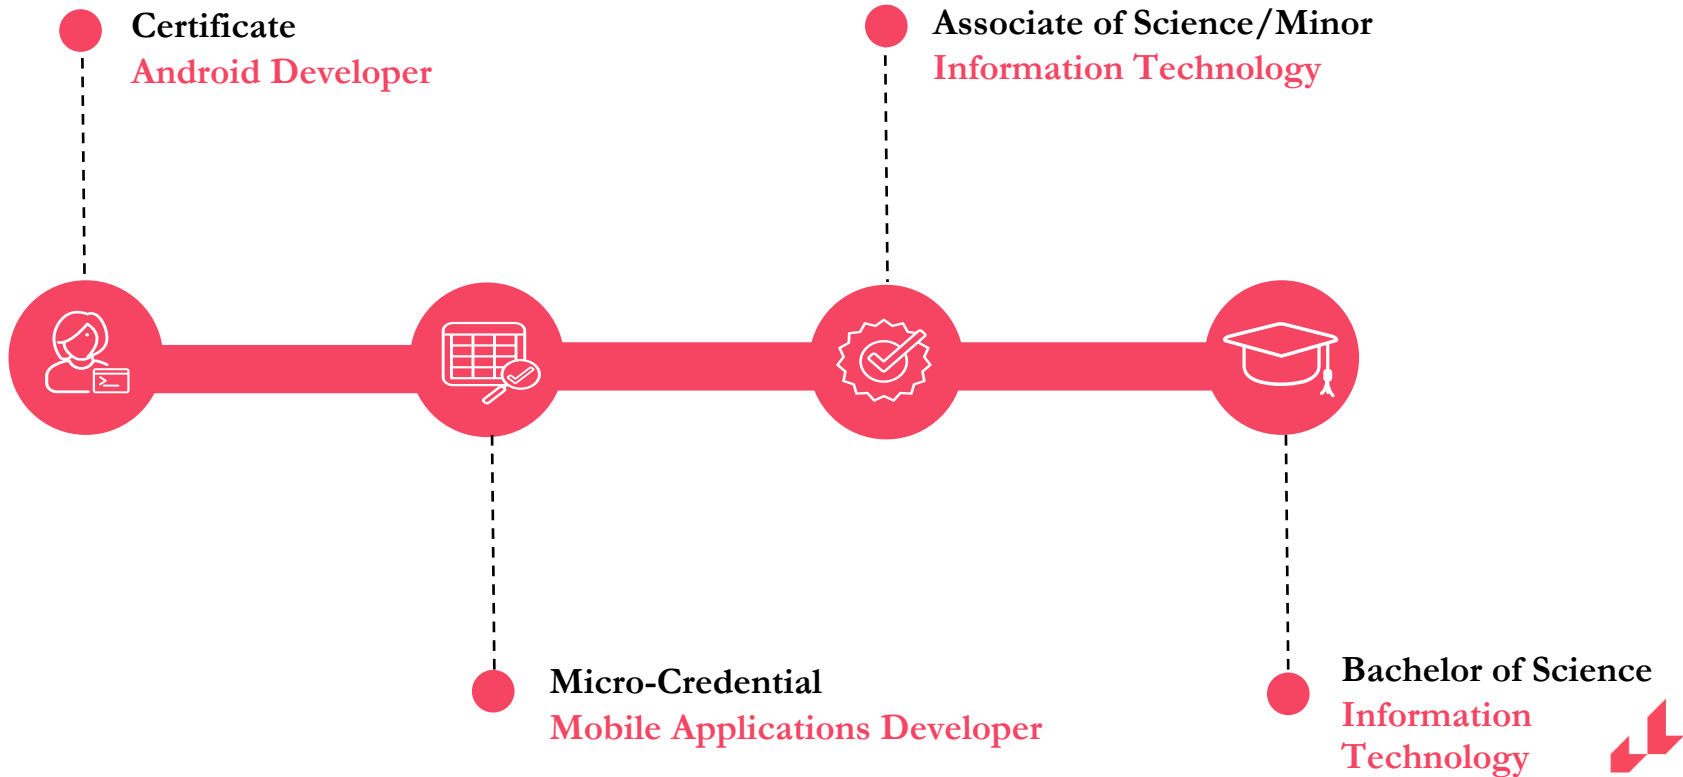 Certificate
Android Developer
Associate of Science/Minor
Information Technology
Micro-Credential
Mobile Applications Developer
Bachelor of Science
Information
Technology